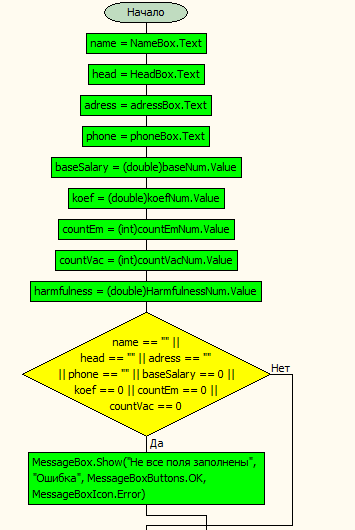 Начало
name = NameBox.Text
head = HeadBox.Text
adress = adressBox.Text
phone = phoneBox.Text
baseSalary = (double)baseNum.Value
koef = (double)koefNum.Value
countEm = (int)countEmNum.Value
countVac = (int)countVacNum.Value
harmfulness = (double)HarmfulnessNum.Value
name == "" ||
head == "" || adress == ""
|| phone == "" || baseSalary == 0 ||
koef == 0 || countEm == 0 ||
countVac == 0
Нет
Да
MessageBox.Show("Не все поля заполнены",
"Ошибка", MessageBoxButtons.OK,
MessageBoxIcon.Error)